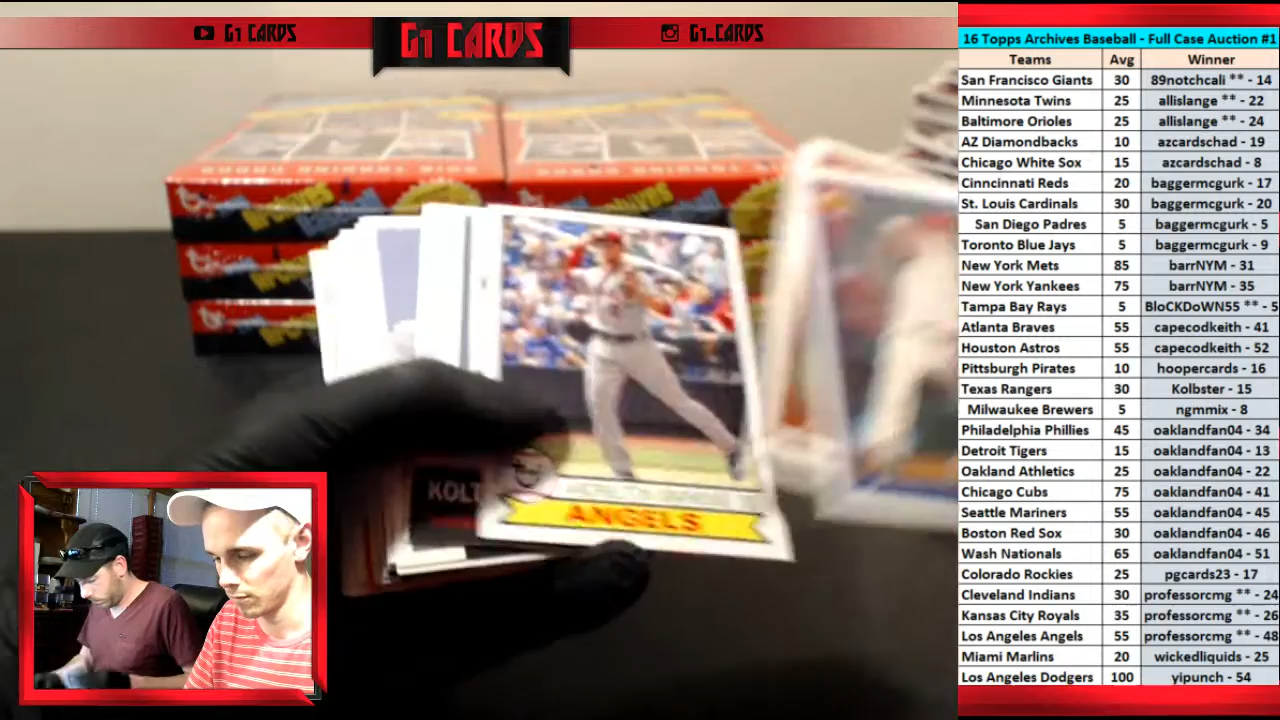 G1 CARDS
G1 CARDS
G1_CARDS
KOLT
ANGELS
16 Topps Archives Baseball - Full Case Auction #1
Teams Avg Winner
San Francisco Giants 30 89notchcali ** - 14
Minnesota Twins 25 allislange ** - 22
Baltimore Orioles 25 allislange ** - 24
AZ Diamondbacks 10 azcardschad - 19
Chicago White Sox 15 azcardschad - 8
Cinncinnati Reds 20 baggermcgurk - 17
St. Louis Cardinals 30 baggermcgurk - 20
San Diego Padres 5 baggermcgurk - 5
Toronto Blue Jays 5 baggermcgurk - 9
New York Mets 85 barrNYM - 31
New York Yankees 75 barrNYM - 35
Tampa Bay Rays 5 BloCKDoWN55 ** - 5
Atlanta Braves 55 capecodkeith - 41
Houston Astros 55 capecodkeith - 52
Pittsburgh Pirates 10 hoopercards - 16
Texas Rangers 30 Kolbster - 15
Milwaukee Brewers 5 ngmmix - 8
Philadelphia Phillies 45 oaklandfan04 - 34
Detroit Tigers 15 oaklandfan04 - 13
Oakland Athletics 25 oaklandfan04 - 22
Chicago Cubs 75 oaklandfan04 - 41
Seattle Mariners 55 oaklandfan04 - 45
Boston Red Sox 30 oaklandfan04 - 46
Wash Nationals 65 oaklandfan04 - 51
Colorado Rockies 25 pgcards23 - 17
Cleveland Indians 30 professorcmg ** - 24
Kansas City Royals 35 professorcmg ** - 26
Los Angeles Angels 55 professorcmg ** - 48
Miami Marlins 20 wickedliquids - 25
Los Angeles Dodgers 100 yipunch - 54